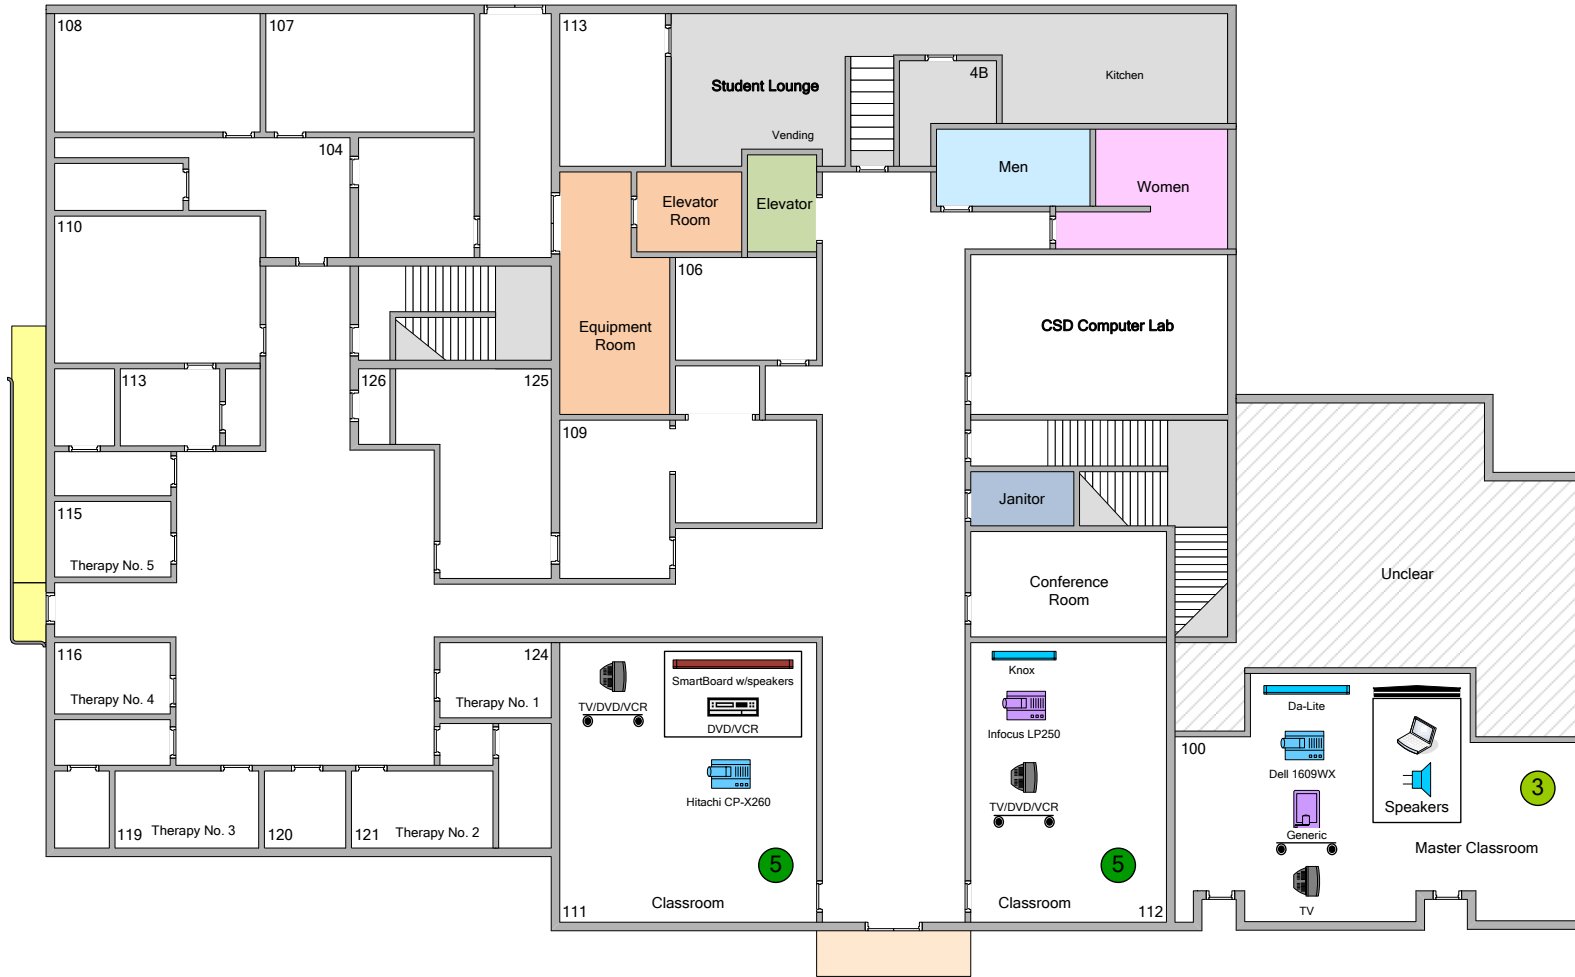 108
107
113
Student Lounge
4B
Kitchen
Vending
104
Men
Women
110
Elevator
Room
Elevator
106
Equipment
Room
CSD Computer Lab
113
126
125
109
Janitor
115
Therapy No. 5
Conference
Room
Unclear
116
Therapy No. 4
124
Therapy No. 1
TV/DVD/VCR
SmartBoard w/speakers
DVD/VCR
Hitachi CP-X260
Knox
Infocus LP250
TV/DVD/VCR
100
Da-Lite
Dell 1609WX
Generic
TV
Speakers
3
Master Classroom
119
Therapy No. 3
120
121
Therapy No. 2
5
111
Classroom
5
Classroom
112